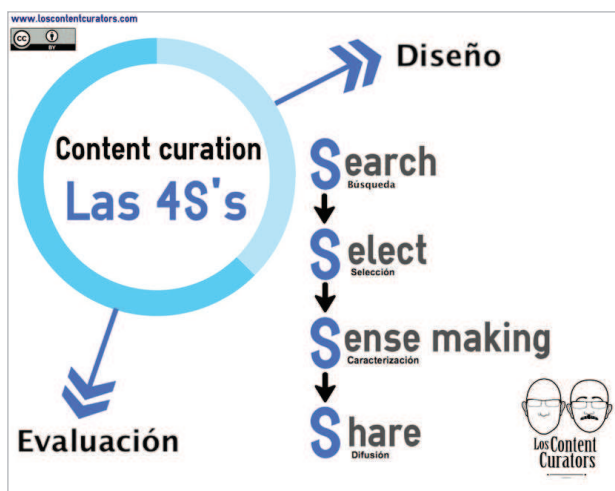 www.loscontentcurators.com
cc BY
Diseño
Content curation
Las 4S's
Search
Búsqueda
Select
Selección
Sense making
Caracterización
Share
Difusión
Evaluación
Los Content
Curators